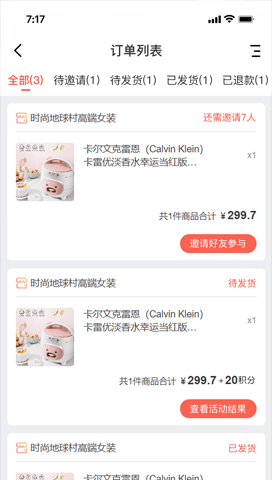 7:17
订单列表
全部(3) 待邀请(1) 待发货(1) 已发货(1) 已退款(1)
时尚地球村高端女装 还需邀请7人
卡尔文克雷恩（Calvin Klein） x1
卡雷优淡香水幸运当红版…
共1件商品合计 ¥299.7
邀请好友参与
时尚地球村高端女装 待发货
卡尔文克雷恩（Calvin Klein） x1
卡雷优淡香水幸运当红版…
共1件商品合计 ¥299.7+20积分
查看活动结果
时尚地球村高端女装 已发货
卡尔文克雷恩（Calvin Klein） x1